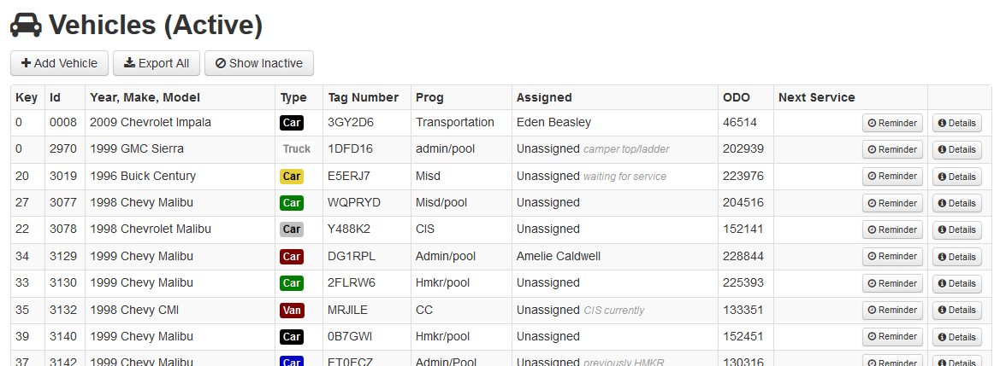 Vehicles (Active)
Add Vehicle Export All Show Inactive
Key Id Year, Make, Model Type Tag Number Prog Assigned ODO Next Service
0 0008 2009 Chevrolet Impala Car 3GY2D6 Transportation Eden Beasley 46514 Reminder Details
0 2970 1999 GMC Sierra Truck 1DFD16 admin/pool Unassigned camper top/ladder 202939 Reminder Details
20 3019 1996 Buick Century Car E5ERJ7 Misd Unassigned waiting for service 223976 Reminder Details
27 3077 1998 Chevy Malibu Car WQPRYD Misd/pool Unassigned 204516 Reminder Details
22 3078 1998 Chevrolet Malibu Car Y488K2 CIS Unassigned 152141 Reminder Details
34 3129 1999 Chevy Malibu Car DG1RPL Admin/pool Amelie Caldwell 228844 Reminder Details
33 3130 1999 Chevy Malibu Car 2FLRW6 Hmkr/pool Unassigned 225393 Reminder Details
35 3132 1998 Chevy CMI Van MRJILE CC Unassigned CIS currently 133351 Reminder Details
39 3140 1999 Chevy Malibu Car 0B7GWI Hmkr/pool Unassigned 152451 Reminder Details
37 3142 1999 Chevy Malibu Car Admin/Pool Unassigned previously HMKR 130316 Reminder Details